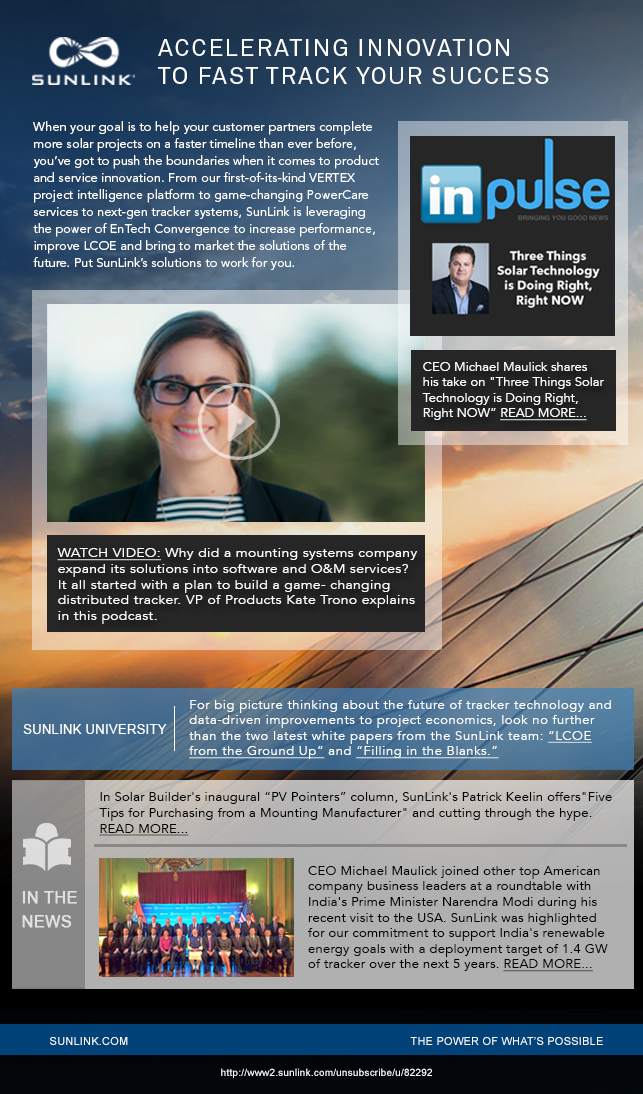 SUNLINK
ACCELERATING INNOVATION
TO FAST TRACK YOUR SUCCESS
When your goal is to help your customer partners complete
more solar projects on a faster timeline than ever before,
you've got to push the boundaries when it comes to product
and service innovation. From our first-of-its-kind VERTEX
project intelligence platform to game-changing PowerCare
services to next-gen tracker systems, SunLink is leveraging
the power of EnTech Convergence to increase performance,
improve LCOE and bring to market the solutions of the
future. Put SunLink's solutions to work for you.
in pulse
BRINGING YOU GOOD NEWS
Three Things
Solar Technology
is Doing Right,
Right NOW
CEO Michael Maulick shares
his take on "Three Things Solar
Technology is Doing Right,
Right NOW” READ MORE...
WATCH VIDEO: Why did a mounting systems company
expand its solutions into software and O&M services?
It all started with a plan to build a game- changing
distributed tracker. VP of Products Kate Trono explains
in this podcast.
SUNLINK UNIVERSITY
For big picture thinking about the future of tracker technology and
data-driven improvements to project economics, look no further
than the two latest white papers from the SunLink team: “LCOE
from the Ground Up” and “Filling in the Blanks.”
IN THE
NEWS
In Solar Builder's inaugural “PV Pointers” column, SunLink's Patrick Keelin offers"Five
Tips for Purchasing from a Mounting Manufacturer" and cutting through the hype.
READ MORE...
CEO Michael Maulick joined other top American
company business leaders at a roundtable with
India's Prime Minister Narendra Modi during his
recent visit to the USA. SunLink was highlighted
for our commitment to support India's renewable
energy goals with a deployment target of 1.4 GW
of tracker over the next 5 years. READ MORE...
SUNLINK.COM
THE POWER OF WHAT'S POSSIBLE
http://www2.sunlink.com/unsubscribe/u/82292